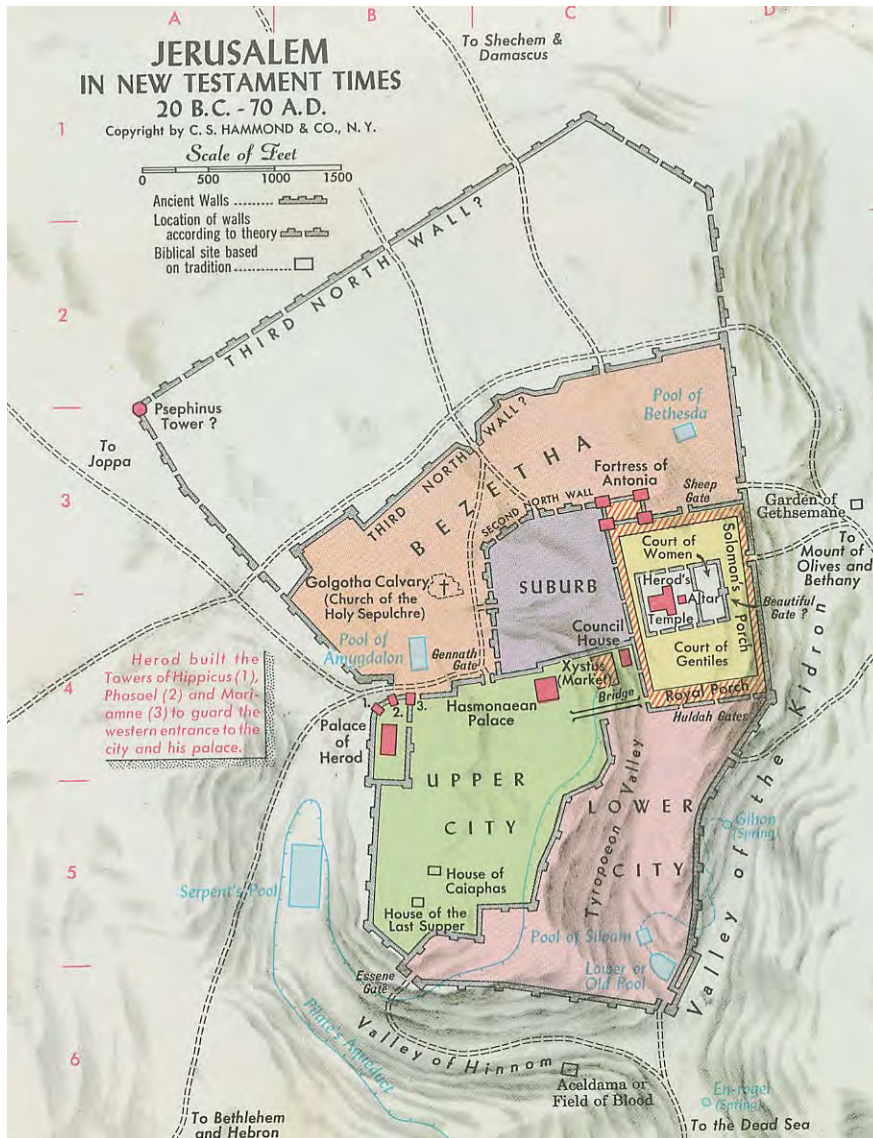 A
B
C
D
JERUSALEM
IN NEW TESTAMENT TIMES
20 B.C. - 70 A.D.
Copyright by C. S. HAMMOND & CO., N. Y.
Scale of Feet
0 500 1000 1500
Ancient Walls
Location of walls
according to theory
Biblical site based
on tradition
To Shechem &
Damascus
1
2
3
4
5
6
THIRD NORTH WALL?
Psephinus
Tower ?
To
Joppa
Pool of
Bethesda
THIRD NORTH WALL?
BEZETHA
SECOND NORTH WALL
Fortress of
Antonia
Sheep
Gate
Garden of
Gethsemane
To
Mount of
Olives and
Bethany
Court of
Women
Solomon's Porch
Herod's
Temple
Altar
Beautiful
Gate ?
Court of
Gentiles
Royal Porch
Huldah Gates
SUBURB
Golgotha Calvary
(Church of the
Holy Sepulchre)
Pool of
Amygdalon
Gennath
Gate
Council
House
Xystus
(Market)
Bridge
Hasmonaean
Palace
Herod built the
Towers of Hippicus (1),
Phasael (2) and Mari-
amne (3) to guard the
western entrance to the
city and his palace.
1.
2.
3.
Palace
of
Herod
UPPER
CITY
LOWER
CITY
Tyropoeon Valley
Valley of the Kidron
Gihon
(Spring)
Serpent's Pool
House of
Caiaphas
House of the
Last Supper
Pool of Siloam
Lower or
Old Pool
Essene
Gate
Pilate's Aqueduct
Valley of Hinnom
Aceldama or
Field of Blood
En-rogel
(Spring)
To Bethlehem
and Hebron
To the Dead Sea